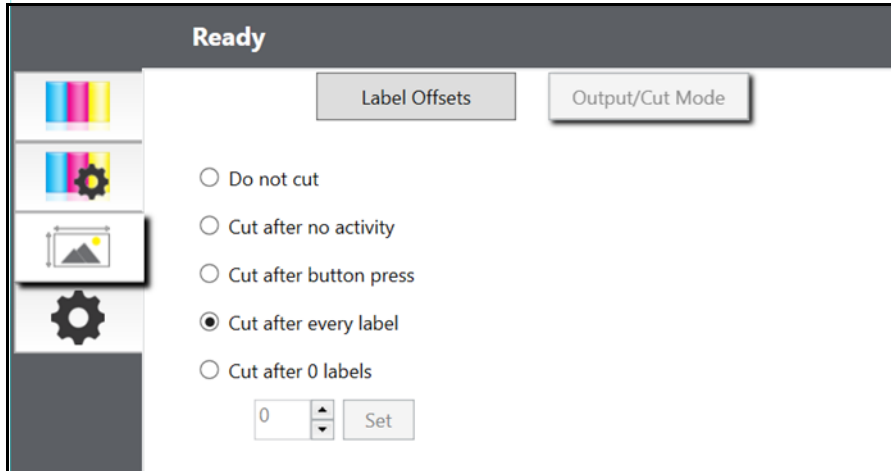 Ready
Label Offsets Output/Cut Mode
Do not cut
Cut after no activity
Cut after button press
Cut after every label
Cut after 0 labels
0 Set